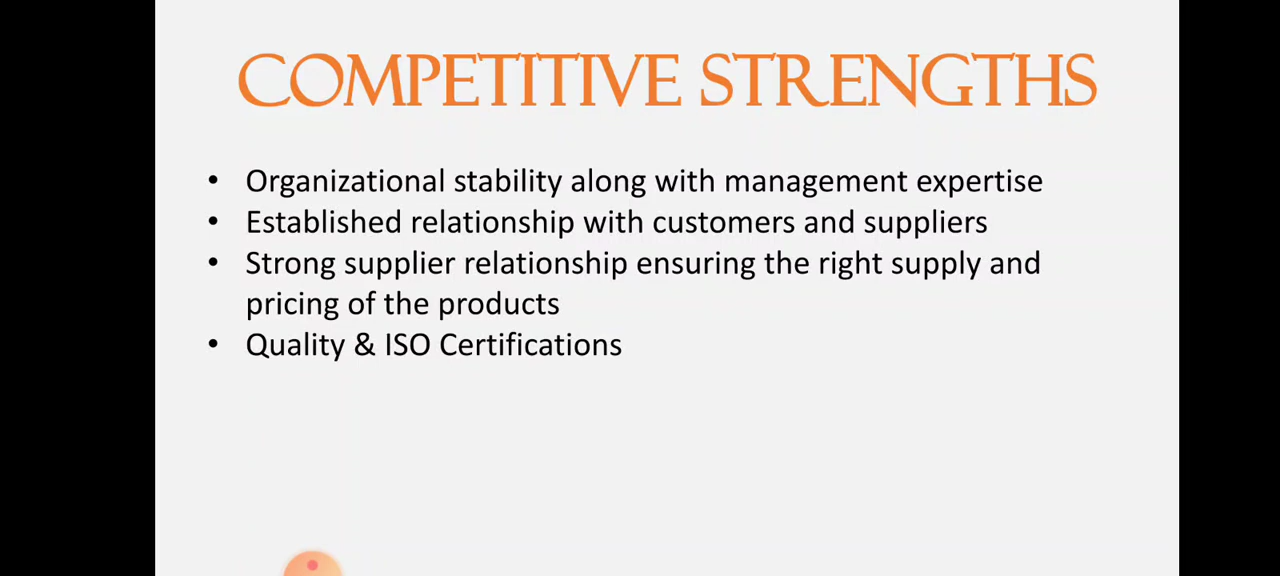 COMPETITIVE STRENGTHS
• Organizational stability along with management expertise
• Established relationship with customers and suppliers
• Strong supplier relationship ensuring the right supply and
pricing of the products
• Quality & ISO Certifications